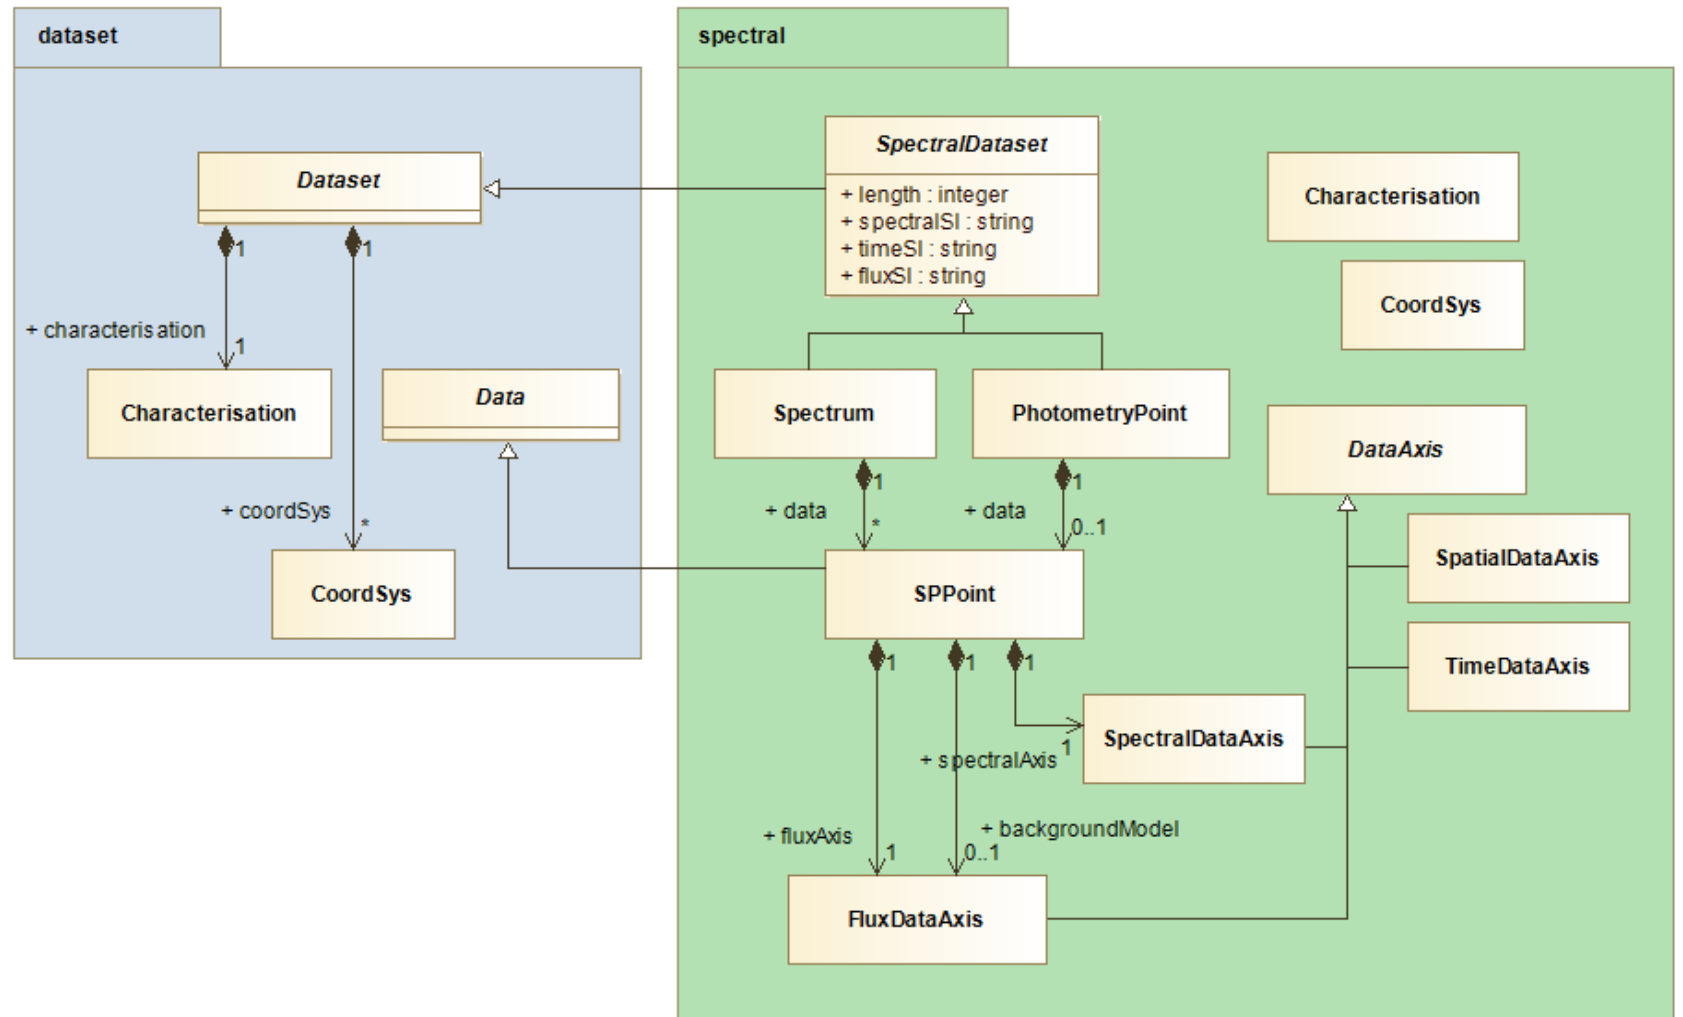 dataset
Dataset
1
1
+ characterisation
1
Characterisation
Data
+ coordSys
*
CoordSys
spectral
SpectralDataset
+ length : integer
+ spectralSI : string
+ timeSI : string
+ fluxSI : string
Characterisation
CoordSys
Spectrum
PhotometryPoint
DataAxis
1
1
+ data
*
+ data
0..1
SPPoint
SpatialDataAxis
TimeDataAxis
1
1
1
SpectralDataAxis
+ spectralAxis
1
+ fluxAxis
1
+ backgroundModel
0..1
FluxDataAxis